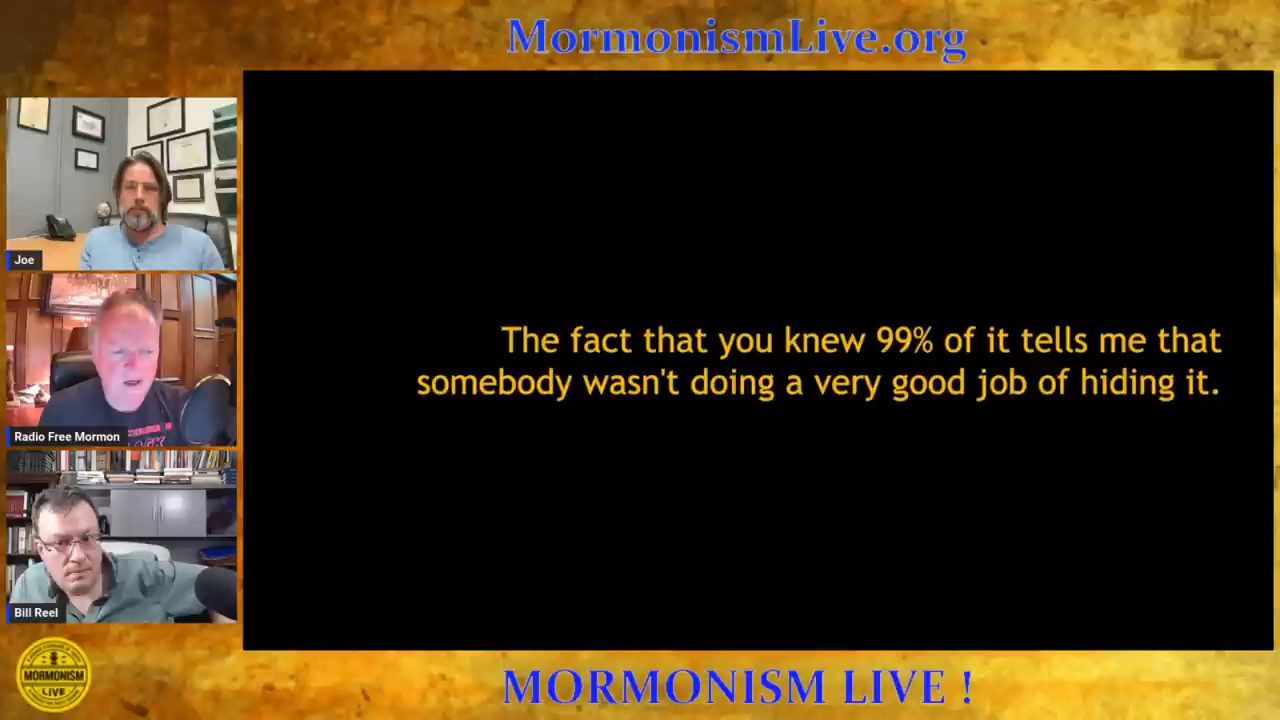 MormonismLive.org
Joe
Radio Free Mormon
Bill Reel
The fact that you knew 99% of it tells me that
somebody wasn't doing a very good job of hiding it.
MORMONISM
LIVE
MORMONISM LIVE !